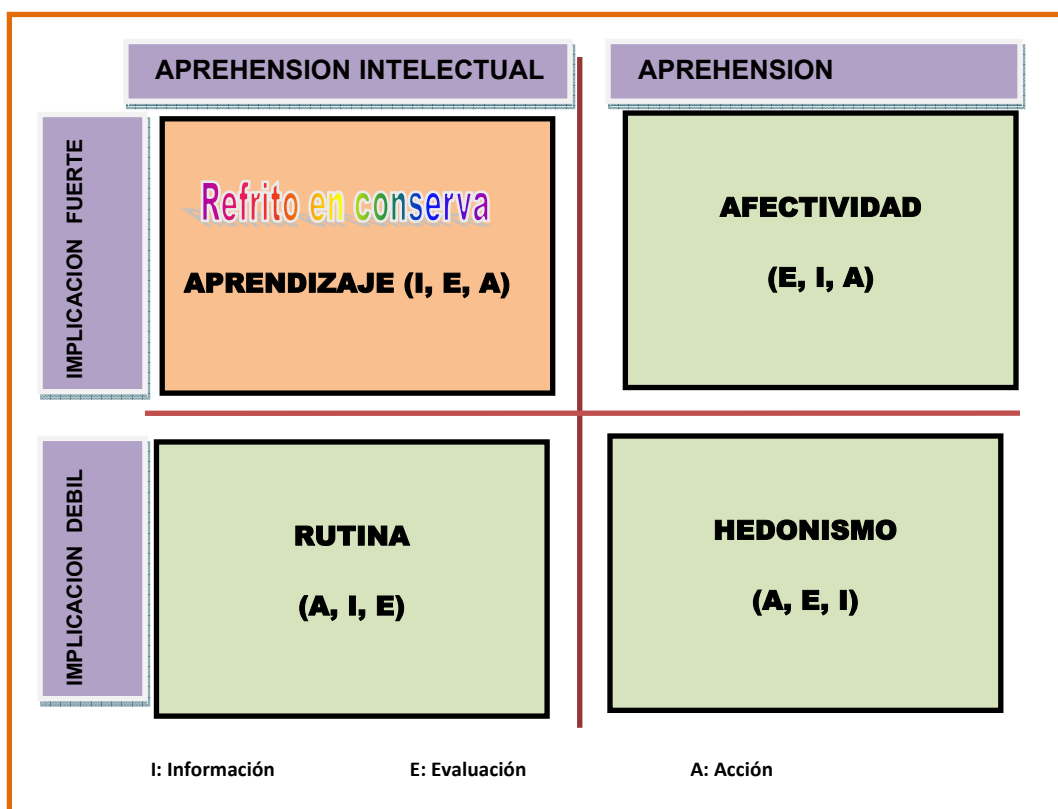 APREHENSION INTELECTUAL
APREHENSION
IMPLICACION FUERTE
Refrito en conserva
APRENDIZAJE (I, E, A)
AFECTIVIDAD
(E, I, A)
IMPLICACION DEBIL
RUTINA
(A, I, E)
HEDONISMO
(A, E, I)
I: Información
E: Evaluación
A: Acción